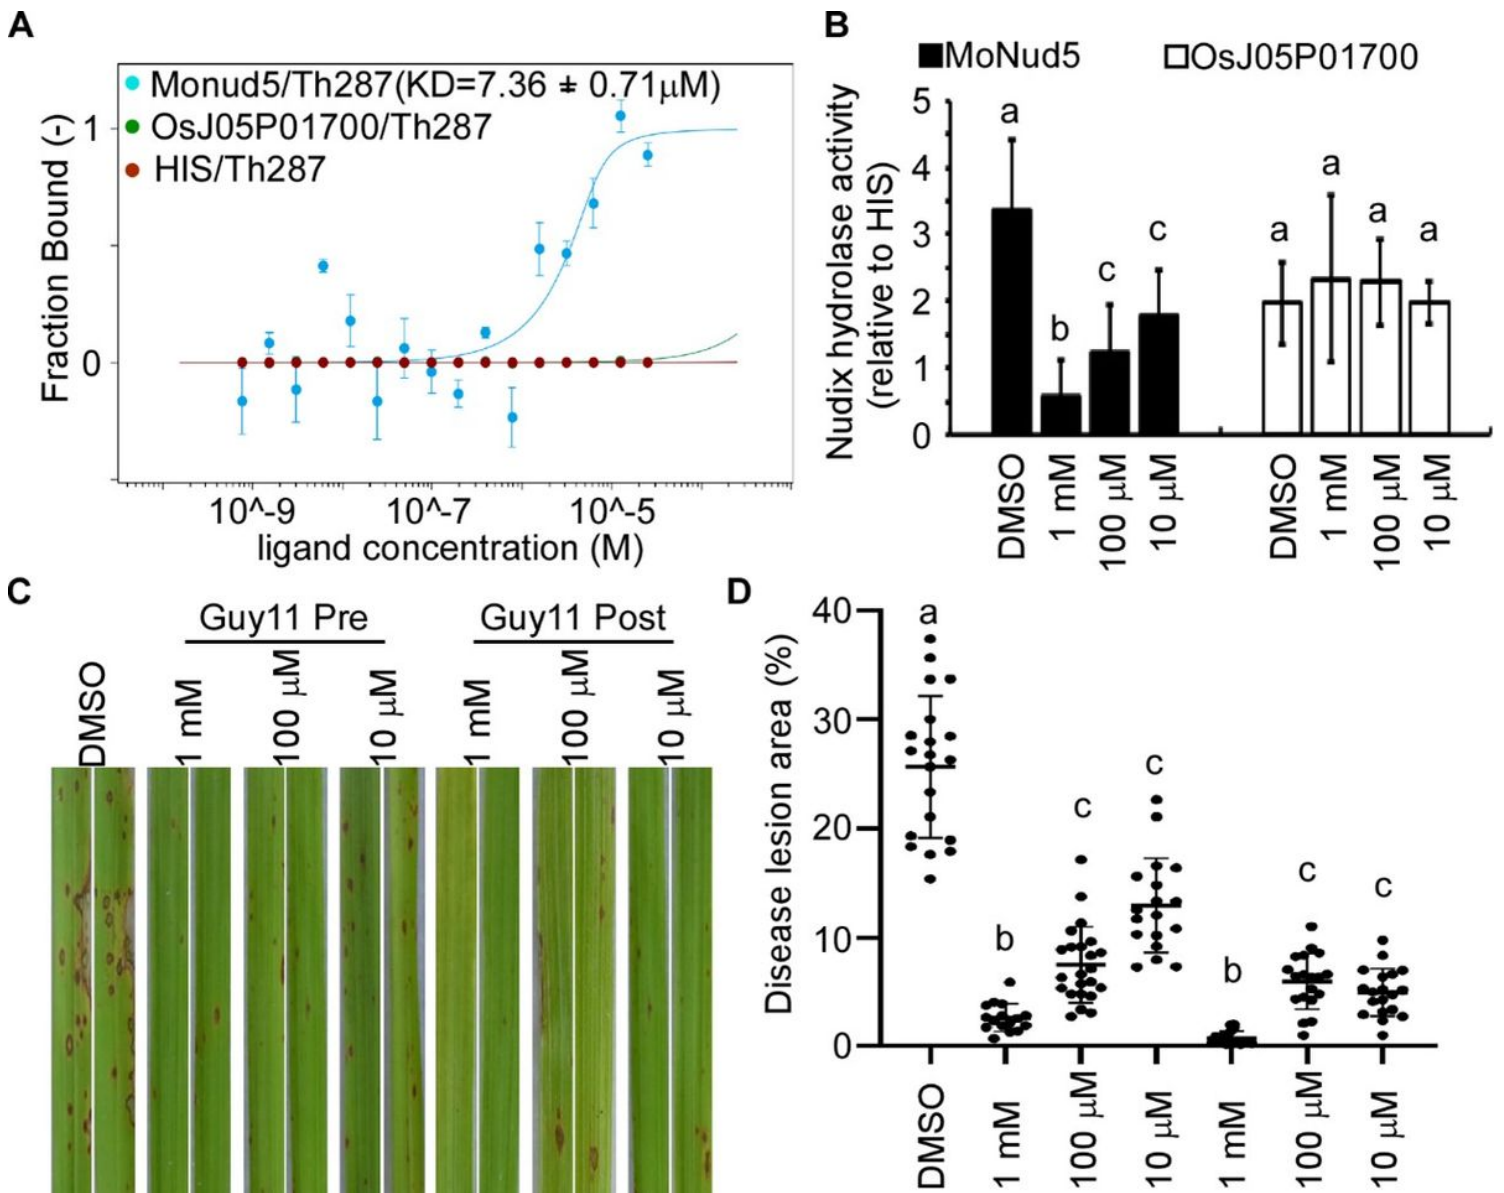 A
Monud5/Th287(KD=7.36 ± 0.71μM)
OsJ05P01700/Th287
HIS/Th287
Fraction Bound (-)
1
0
10^-9 10^-7 10^-5
ligand concentration (M)
B
MoNud5 OsJ05P01700
Nudix hydrolase activity
(relative to HIS)
5
4
3
2
1
0
a b c c a a a a
DMSO 1 mM 100 μM 10 μM DMSO 1 mM 100 μM 10 μM
C
Guy11 Pre Guy11 Post
DMSO 1 mM 100 μM 10 μM 1 mM 100 μM 10 μM
D
Disease lesion area (%)
40
30
20
10
0
a b c c b c c
DMSO 1 mM 100 μM 10 μM 1 mM 100 μM 10 μM